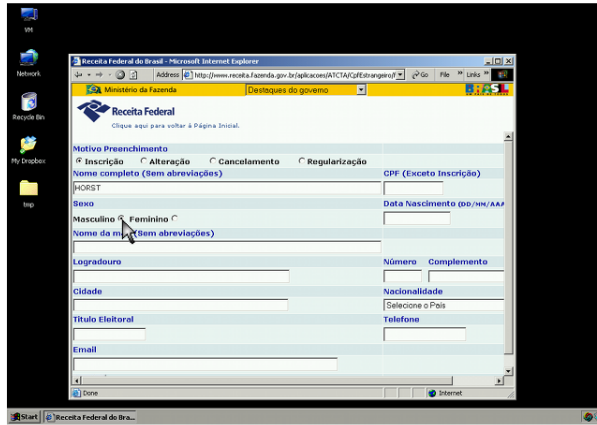 VM
Network
Recycle Bin
My Dropbox
tmp
Receita Federal do Brasil - Microsoft Internet Explorer
Address http://www.receita.fazenda.gov.br/aplicacoes/ATCTA/CpfEstrangeiro/f Go File » Links »
Ministério da Fazenda Destaques do governo
Receita Federal
Clique aqui para voltar à Página Inicial.
Motivo Preenchimento
Inscrição Alteração Cancelamento Regularização
Nome completo (Sem abreviações) CPF (Exceto Inscrição)
HORST
Sexo Data Nascimento (DD/MM/AAA
Masculino Feminino
Nome da (Sem abreviações)
Logradouro Número Complemento
Cidade Nacionalidade
Selecione o País
Título Eleitoral Telefone
Email
Done Internet
Start Receita Federal do Bra...